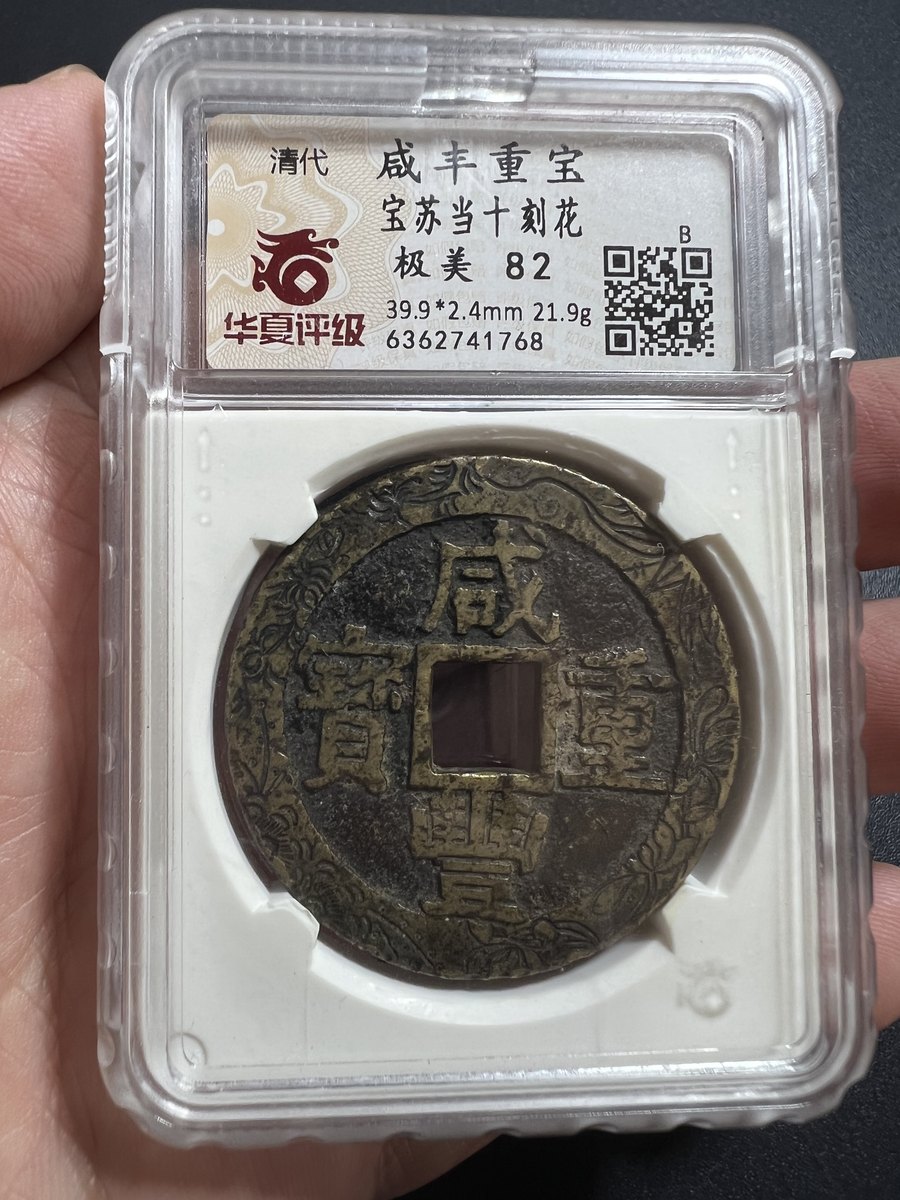 清代
咸丰重宝
宝苏当十刻花
极美 82
39.9*2.4mm 21.9g
6362741768
B
华夏评级
咸
寶 重
豐